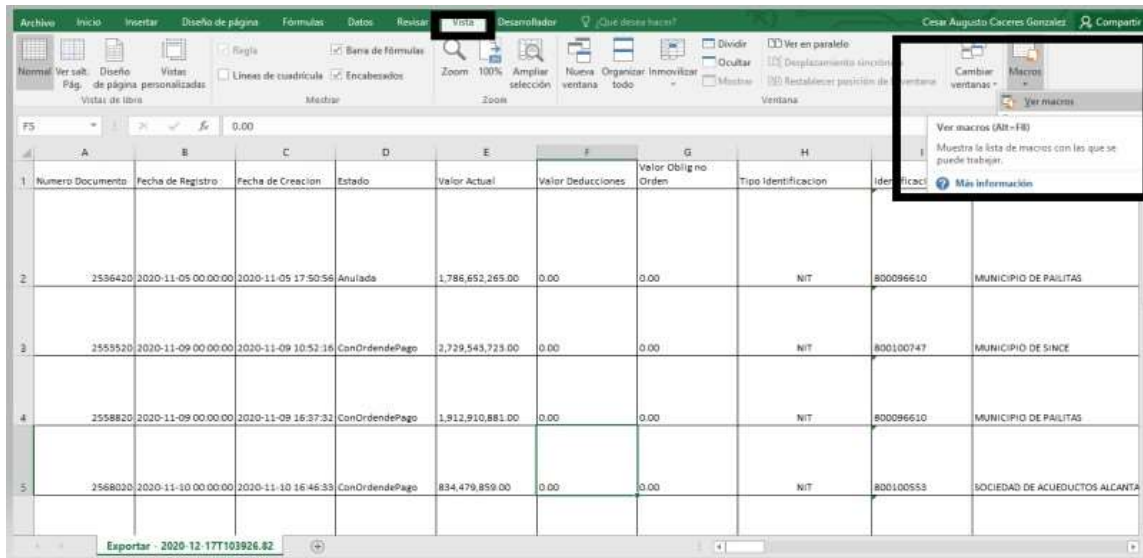 Archivo Inicio Insertar Diseño de página Fórmulas Datos Revisar Vista Desarrollador ¿Qué desea hacer? Cesar Augusto Caceres Gonzalez Compartir
Regla Barra de fórmulas Dividir Ver en paralelo
Ocultar Desplazamiento sincrónico
Líneas de cuadrícula Encabezados Mostrar Restablecer posición de la ventana
Normal Ver salt. Pág. Diseño de página Vistas personalizadas Zoom 100% Ampliar selección Nueva ventana Organizar todo Inmovilizar Cambiar ventanas Macros
Vistas de libro Mostrar Zoom Ventana Ver macros
F5 fx 0.00 Ver macros (Alt+F8)
Muestra la lista de macros con las que se
puede trabajar.
Más información
A B C D E F G H I
1 Numero Documento Fecha de Registro Fecha de Creacion Estado Valor Actual Valor Deducciones Valor Oblig no Orden Tipo Identificacion
2 2536420 2020-11-05 00:00:00 2020-11-05 17:50:56 Anulada 1,786,652,265.00 0.00 0.00 NIT 800096610 MUNICIPIO DE PAILITAS
3 2553520 2020-11-09 00:00:00 2020-11-09 10:52:16 ConOrdendePago 2,729,543,723.00 0.00 0.00 NIT 800100747 MUNICIPIO DE SINCE
4 2558820 2020-11-09 00:00:00 2020-11-09 16:37:32 ConOrdendePago 1,912,910,881.00 0.00 0.00 NIT 800096610 MUNICIPIO DE PAILITAS
5 2568020 2020-11-10 00:00:00 2020-11-10 16:46:33 ConOrdendePago 834,479,859.00 0.00 0.00 NIT 800100553 SOCIEDAD DE ACUEDUCTOS ALCANTA
Exportar - 2020-12-17T103926.82